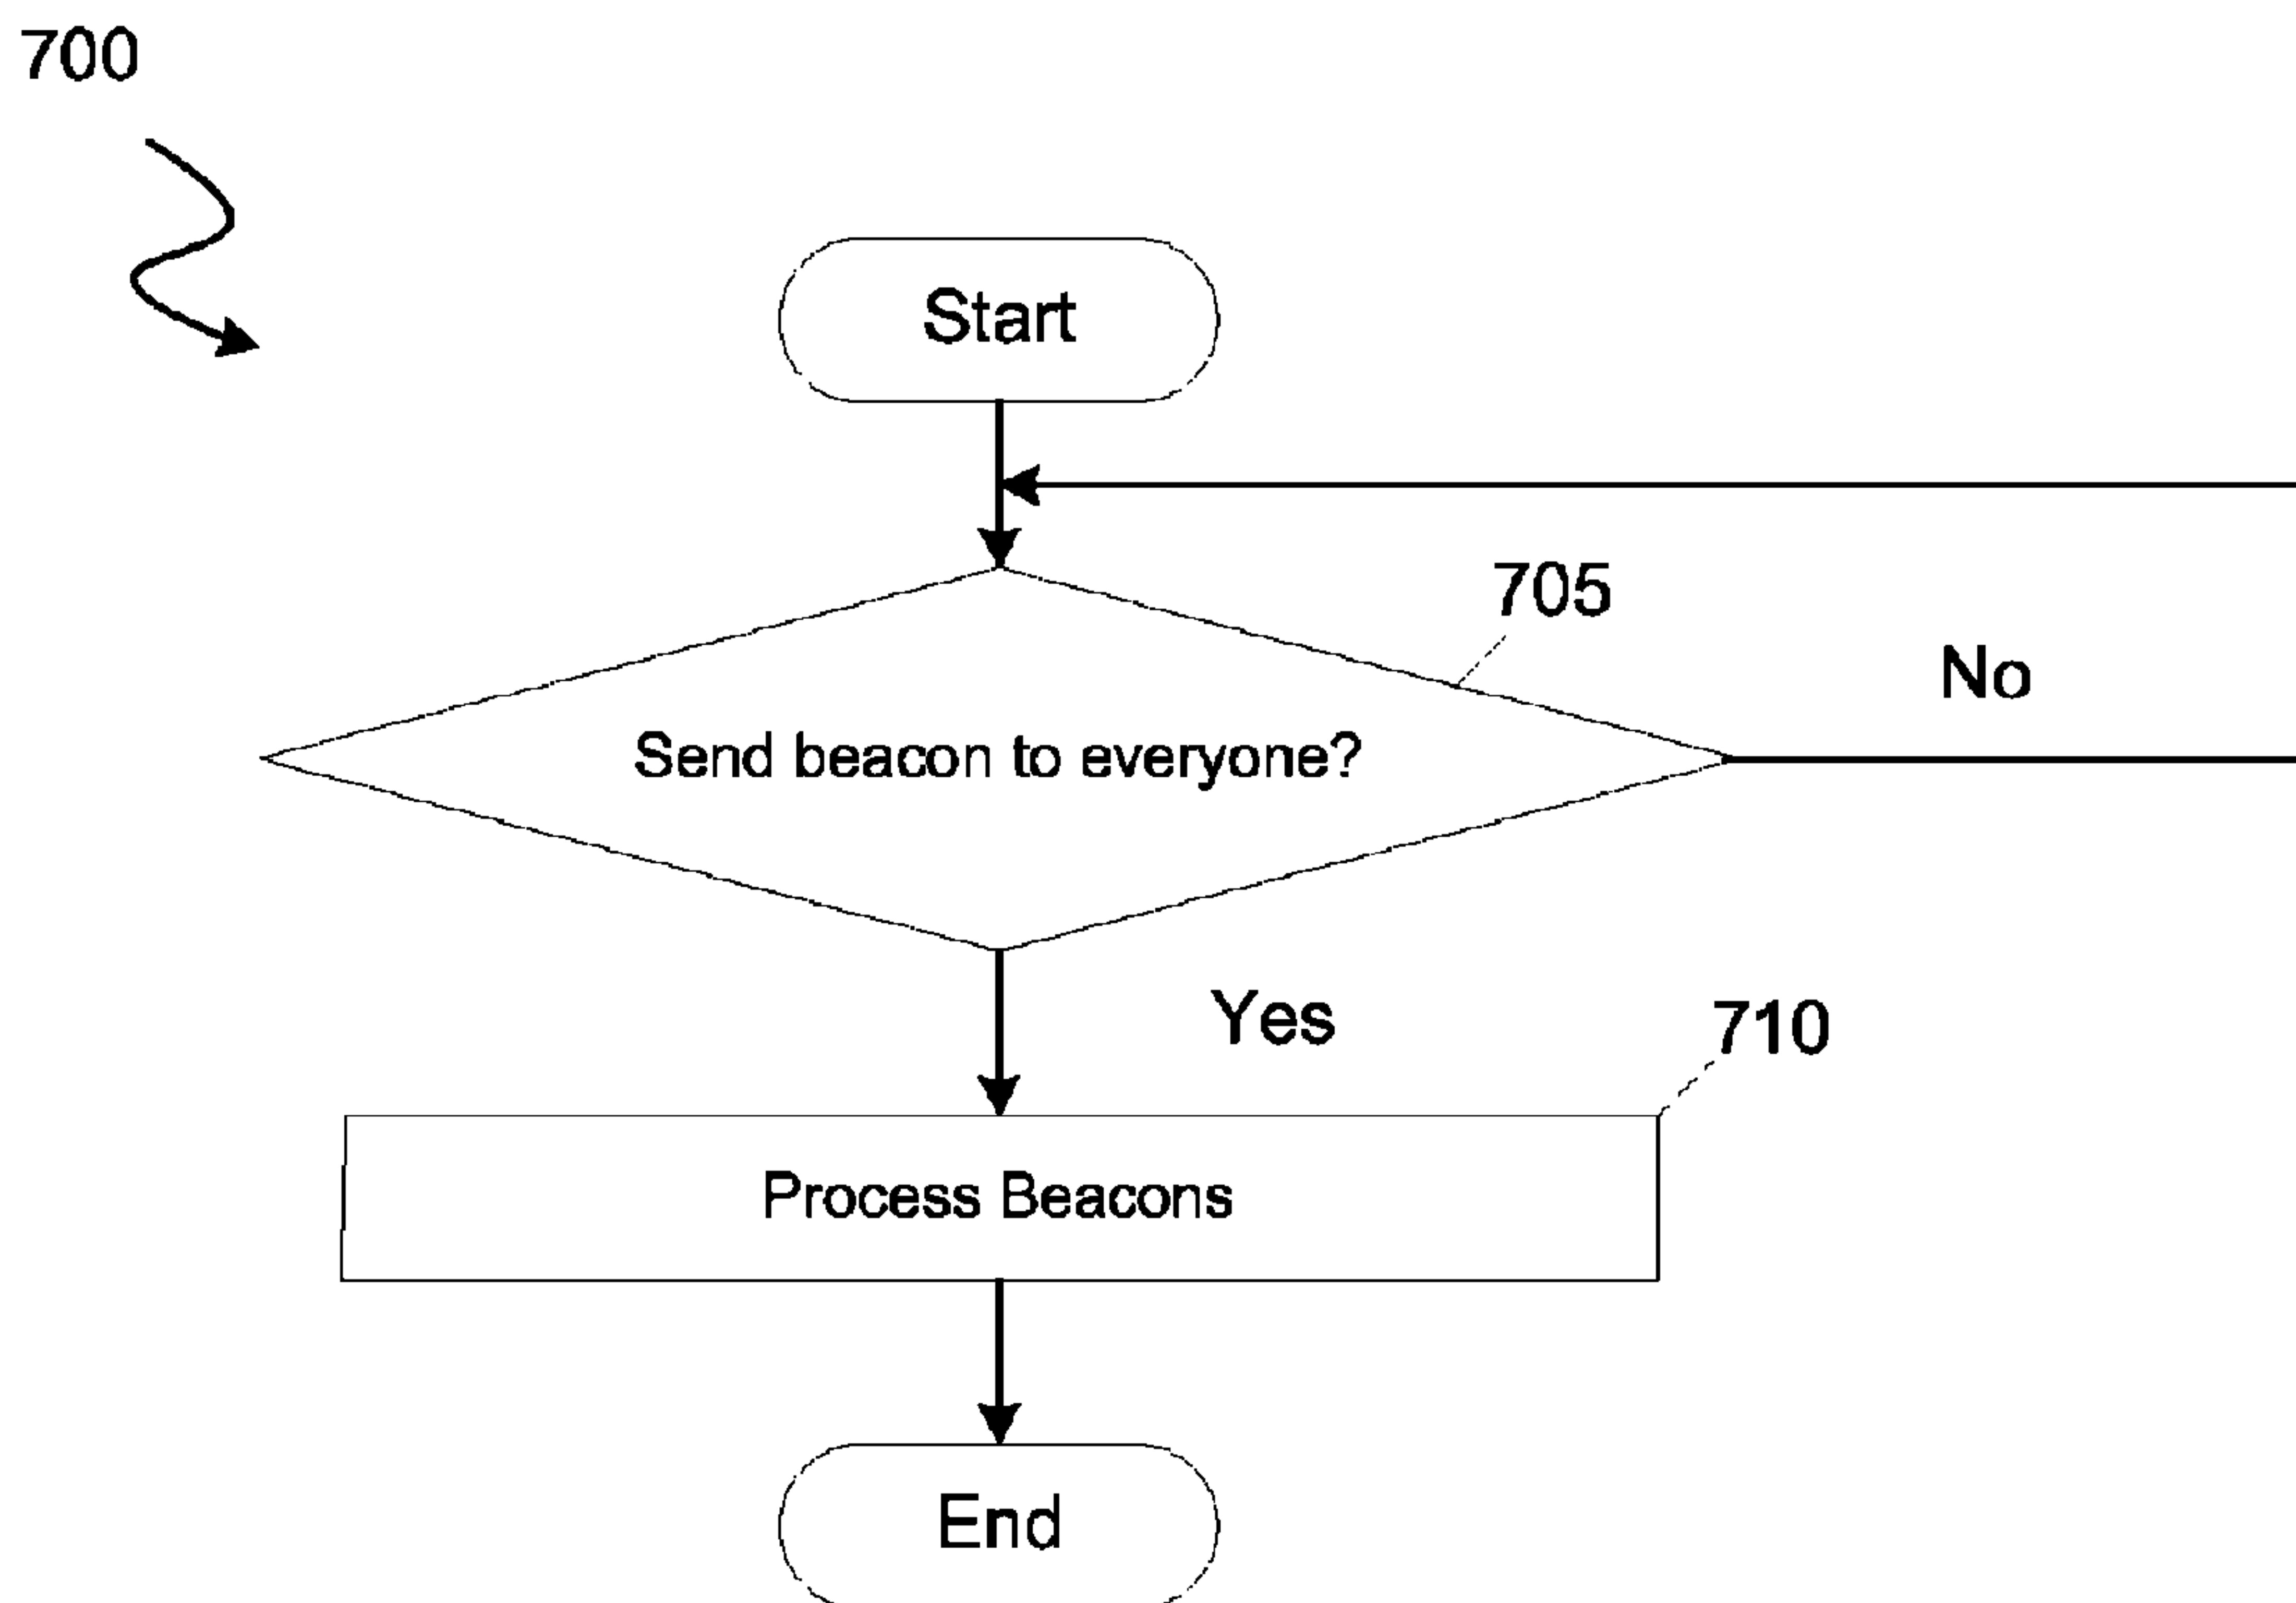 700
Start
705
No
Send beacon to everyone?
Yes
710
Process Beacons
End